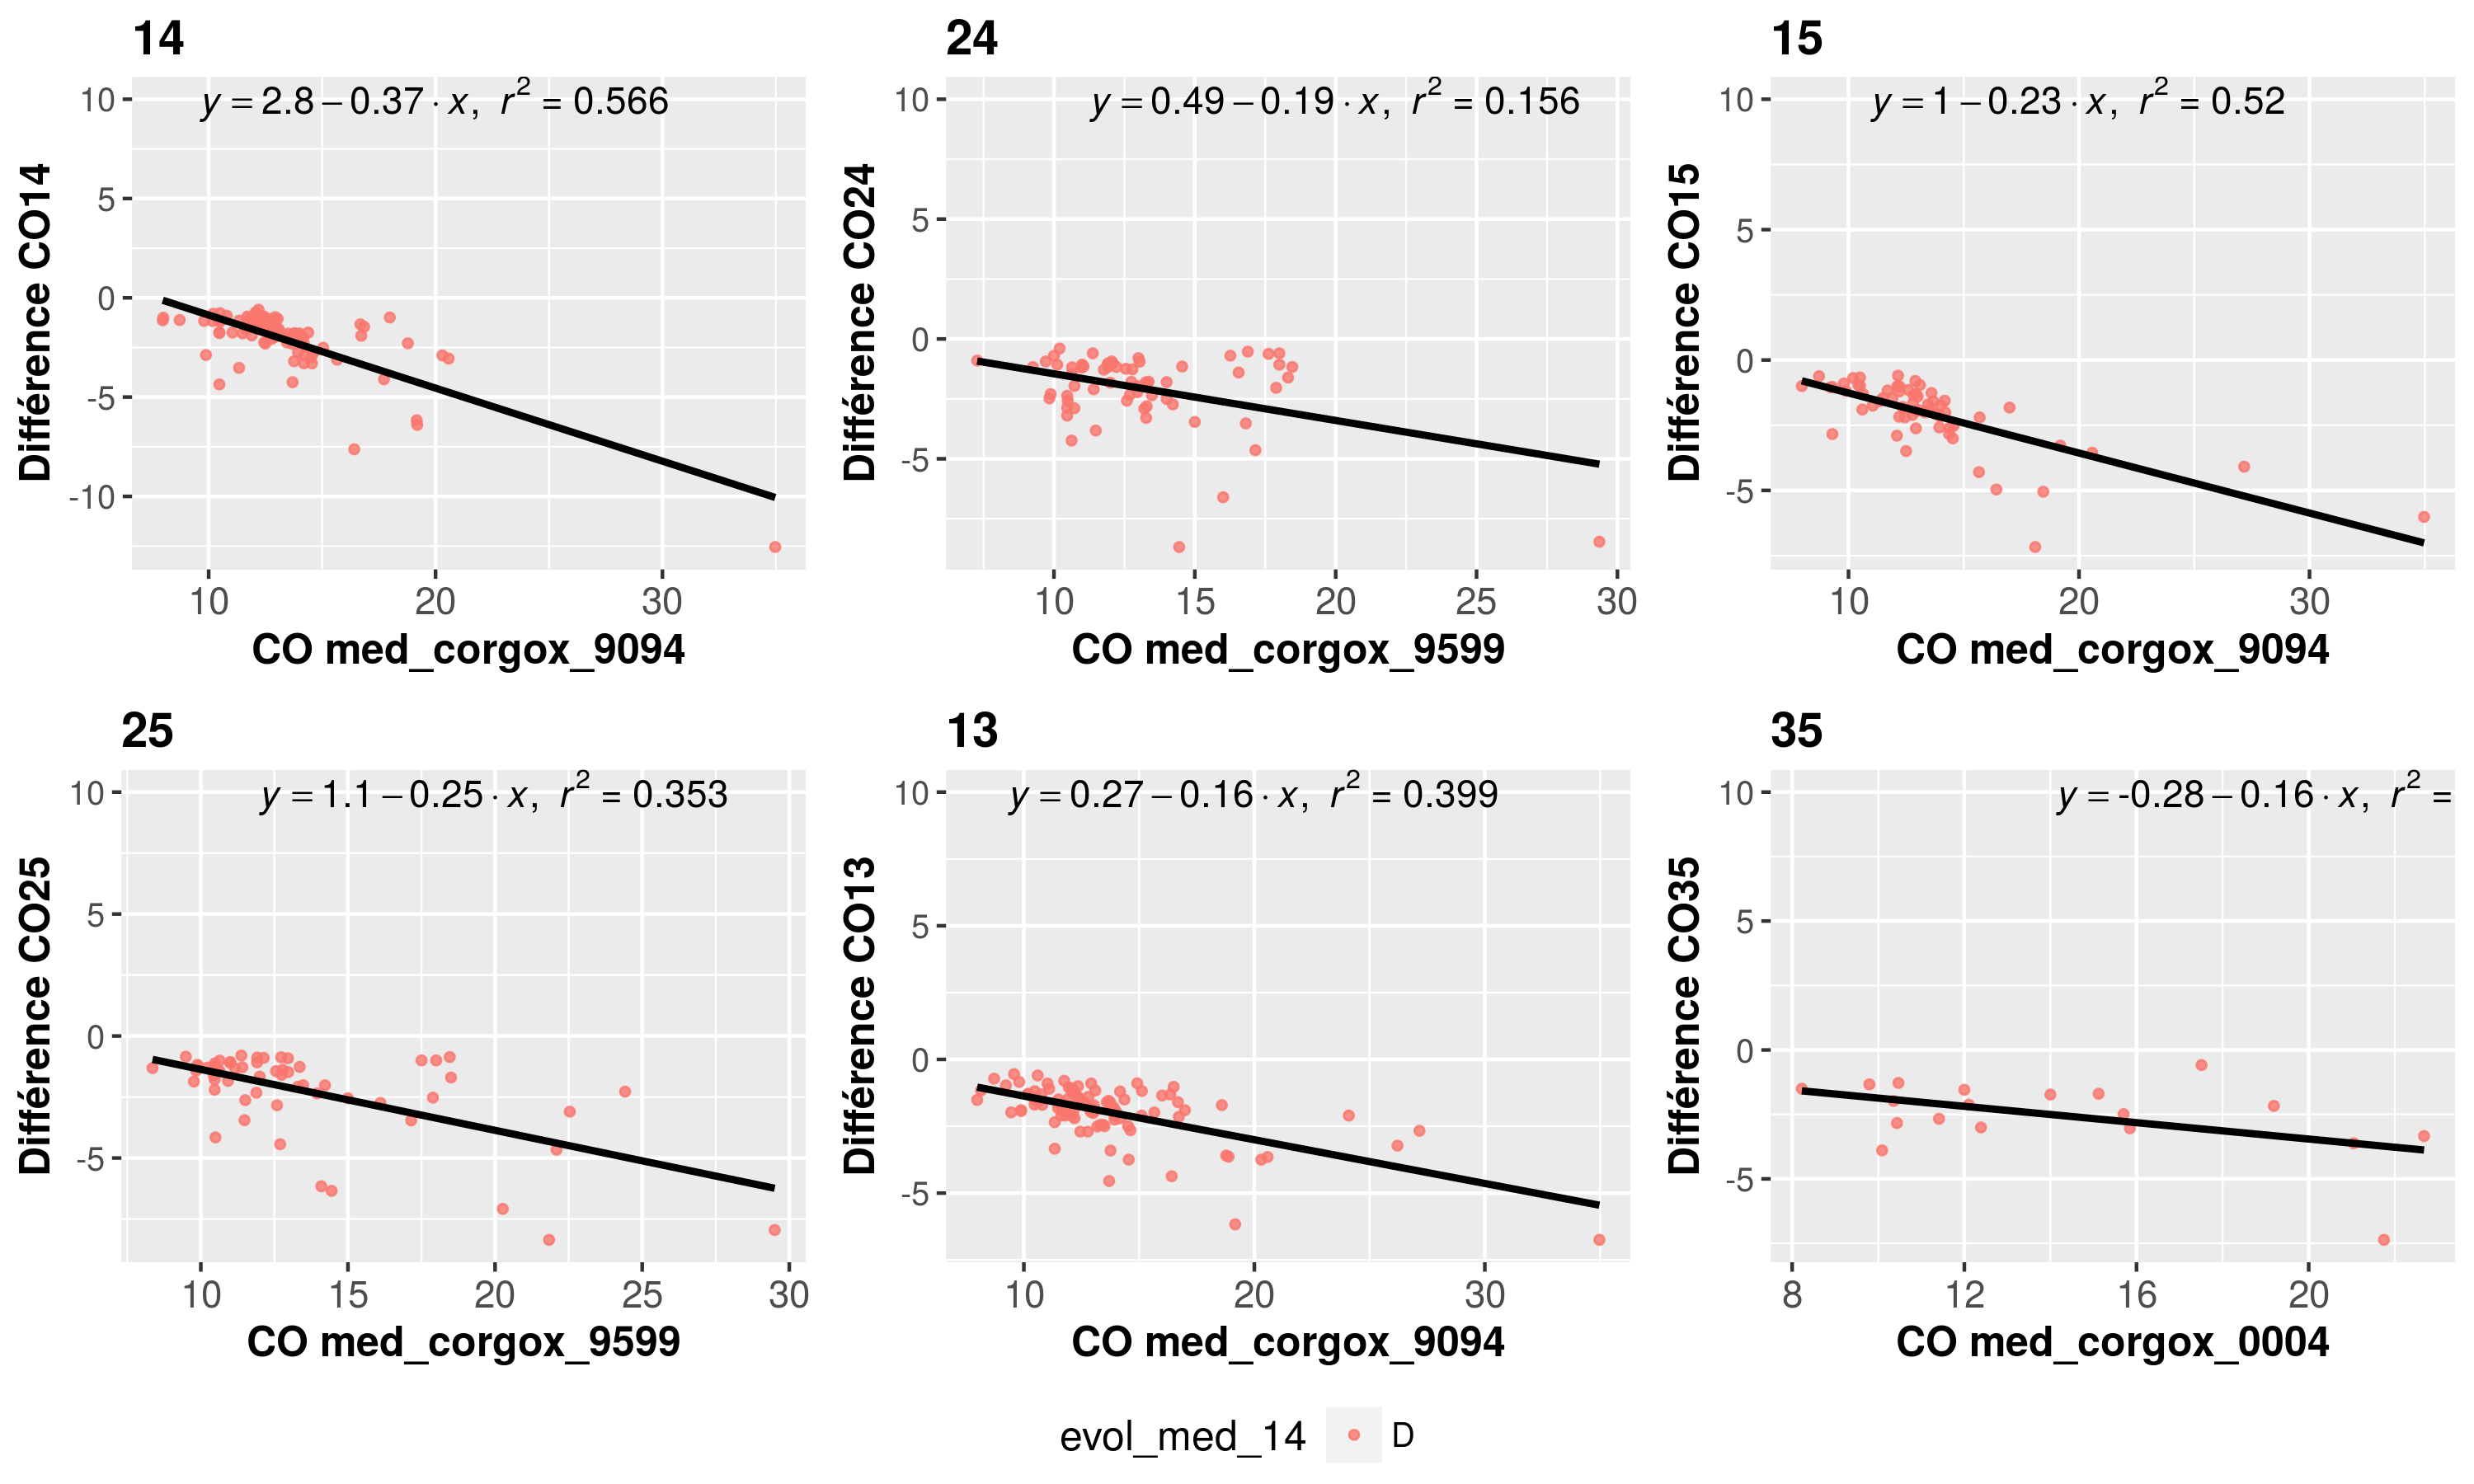 14
y = 2.8 − 0.37 · x, r² = 0.566
Différence CO14
10
5
0
-5
-10
10 20 30
CO med_corgox_9094
24
y = 0.49 − 0.19 · x, r² = 0.156
Différence CO24
10
5
0
-5
10 15 20 25 30
CO med_corgox_9599
15
y = 1 − 0.23 · x, r² = 0.52
Différence CO15
10
5
0
-5
10 20 30
CO med_corgox_9094
25
y = 1.1 − 0.25 · x, r² = 0.353
Différence CO25
10
5
0
-5
10 15 20 25 30
CO med_corgox_9599
13
y = 0.27 − 0.16 · x, r² = 0.399
Différence CO13
10
5
0
-5
10 20 30
CO med_corgox_9094
35
y = -0.28 − 0.16 · x, r² =
Différence CO35
10
5
0
-5
8 12 16 20
CO med_corgox_0004
evol_med_14 D